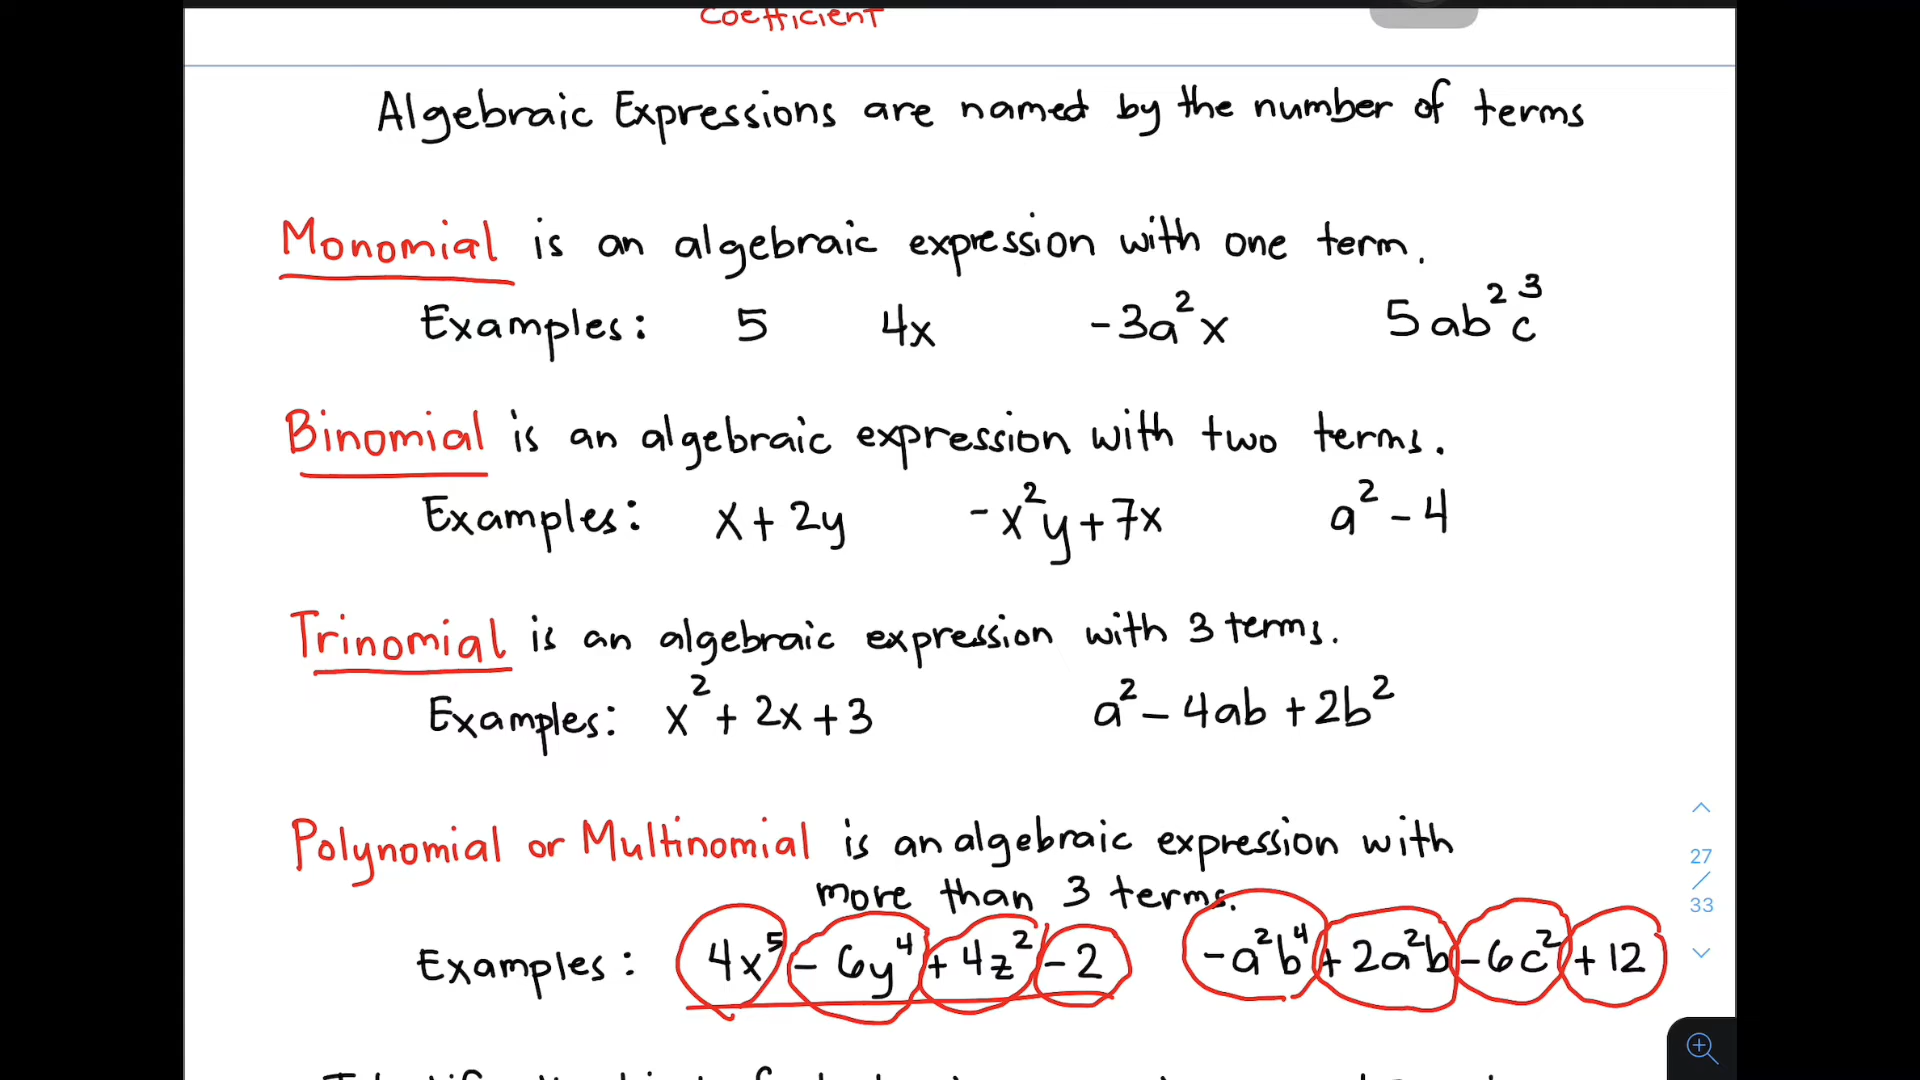 Coefficient
Algebraic Expressions are named by the number of terms
Monomial is an algebraic expression with one term.
Examples: 5 4x -3a²x 5ab²c³
Binomial is an algebraic expression with two terms.
Examples: x + 2y -x²y + 7x a² - 4
Trinomial is an algebraic expression with 3 terms.
Examples: x² + 2x + 3 a² - 4ab + 2b²
Polynomial or Multinomial is an algebraic expression with
more than 3 terms.
Examples: 4x⁵ - 6y⁴ + 4z² - 2 -a²b⁴ + 2a²b - 6c² + 12
27
/
33